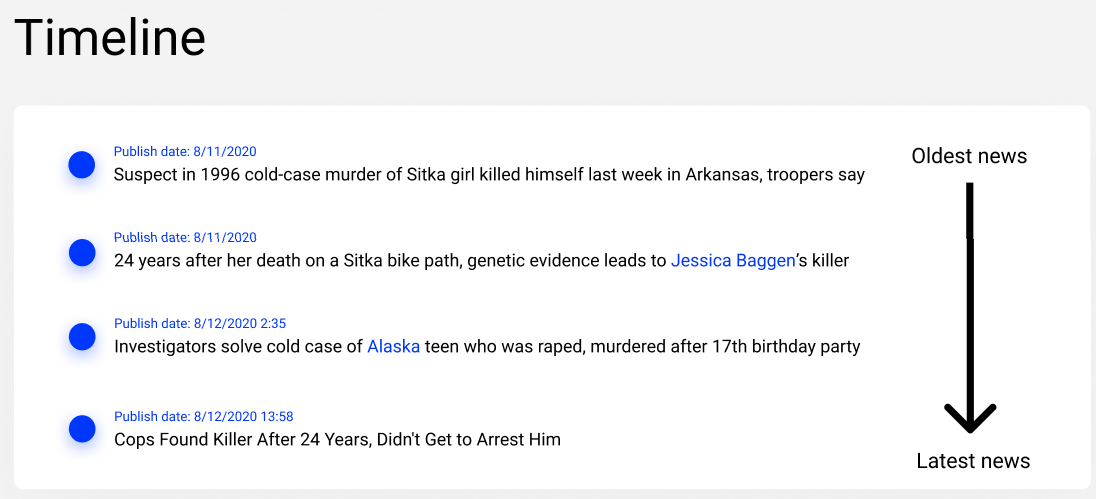 Timeline
Publish date: 8/11/2020
Suspect in 1996 cold-case murder of Sitka girl killed himself last week in Arkansas, troopers say
Oldest news
Publish date: 8/11/2020
24 years after her death on a Sitka bike path, genetic evidence leads to Jessica Baggen’s killer
Publish date: 8/12/2020 2:35
Investigators solve cold case of Alaska teen who was raped, murdered after 17th birthday party
Publish date: 8/12/2020 13:58
Cops Found Killer After 24 Years, Didn't Get to Arrest Him
Latest news